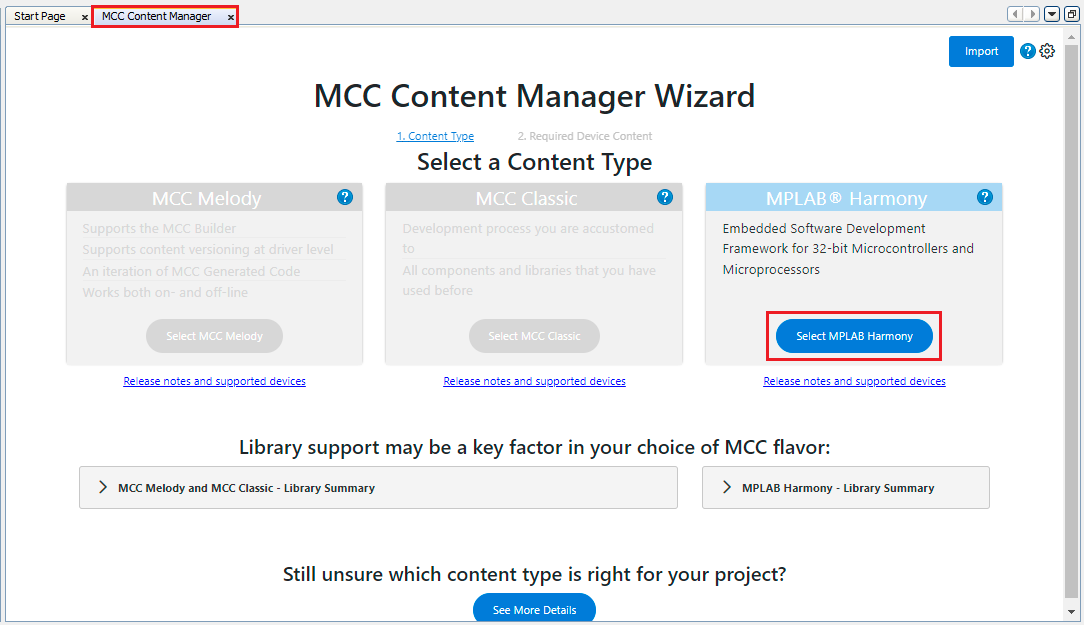 Start Page x
MCC Content Manager x
Import
?
MCC Content Manager Wizard
1. Content Type
2. Required Device Content
Select a Content Type
MCC Melody ?
Supports the MCC Builder
Supports content versioning at driver level
An iteration of MCC Generated Code
Works both on- and off-line
Select MCC Melody
Release notes and supported devices
MCC Classic ?
Development process you are accustomed
to
All components and libraries that you have
used before
Select MCC Classic
Release notes and supported devices
MPLAB® Harmony ?
Embedded Software Development
Framework for 32-bit Microcontrollers and
Microprocessors
Select MPLAB Harmony
Release notes and supported devices
Library support may be a key factor in your choice of MCC flavor:
MCC Melody and MCC Classic - Library Summary
MPLAB Harmony - Library Summary
Still unsure which content type is right for your project?
See More Details